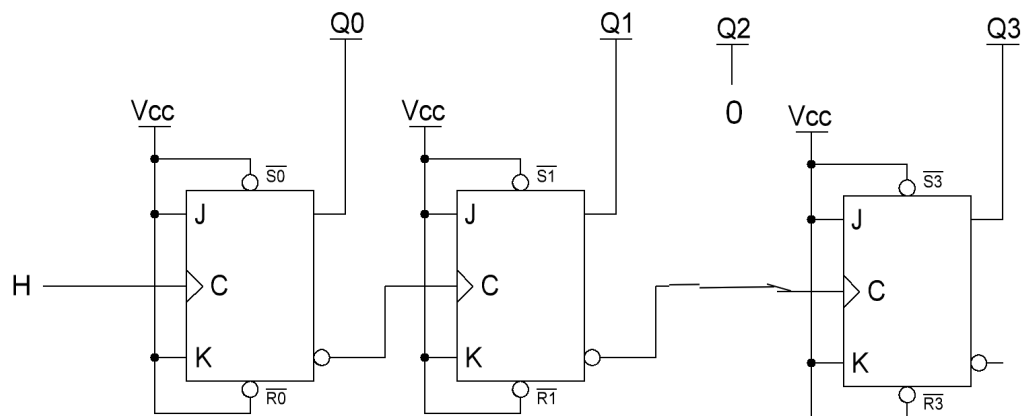 Q0 Q1 Q2 Q3
Vcc Vcc 0 Vcc
S0 S1 S3
J J J
H C C C
K K K
R0 R1 R3